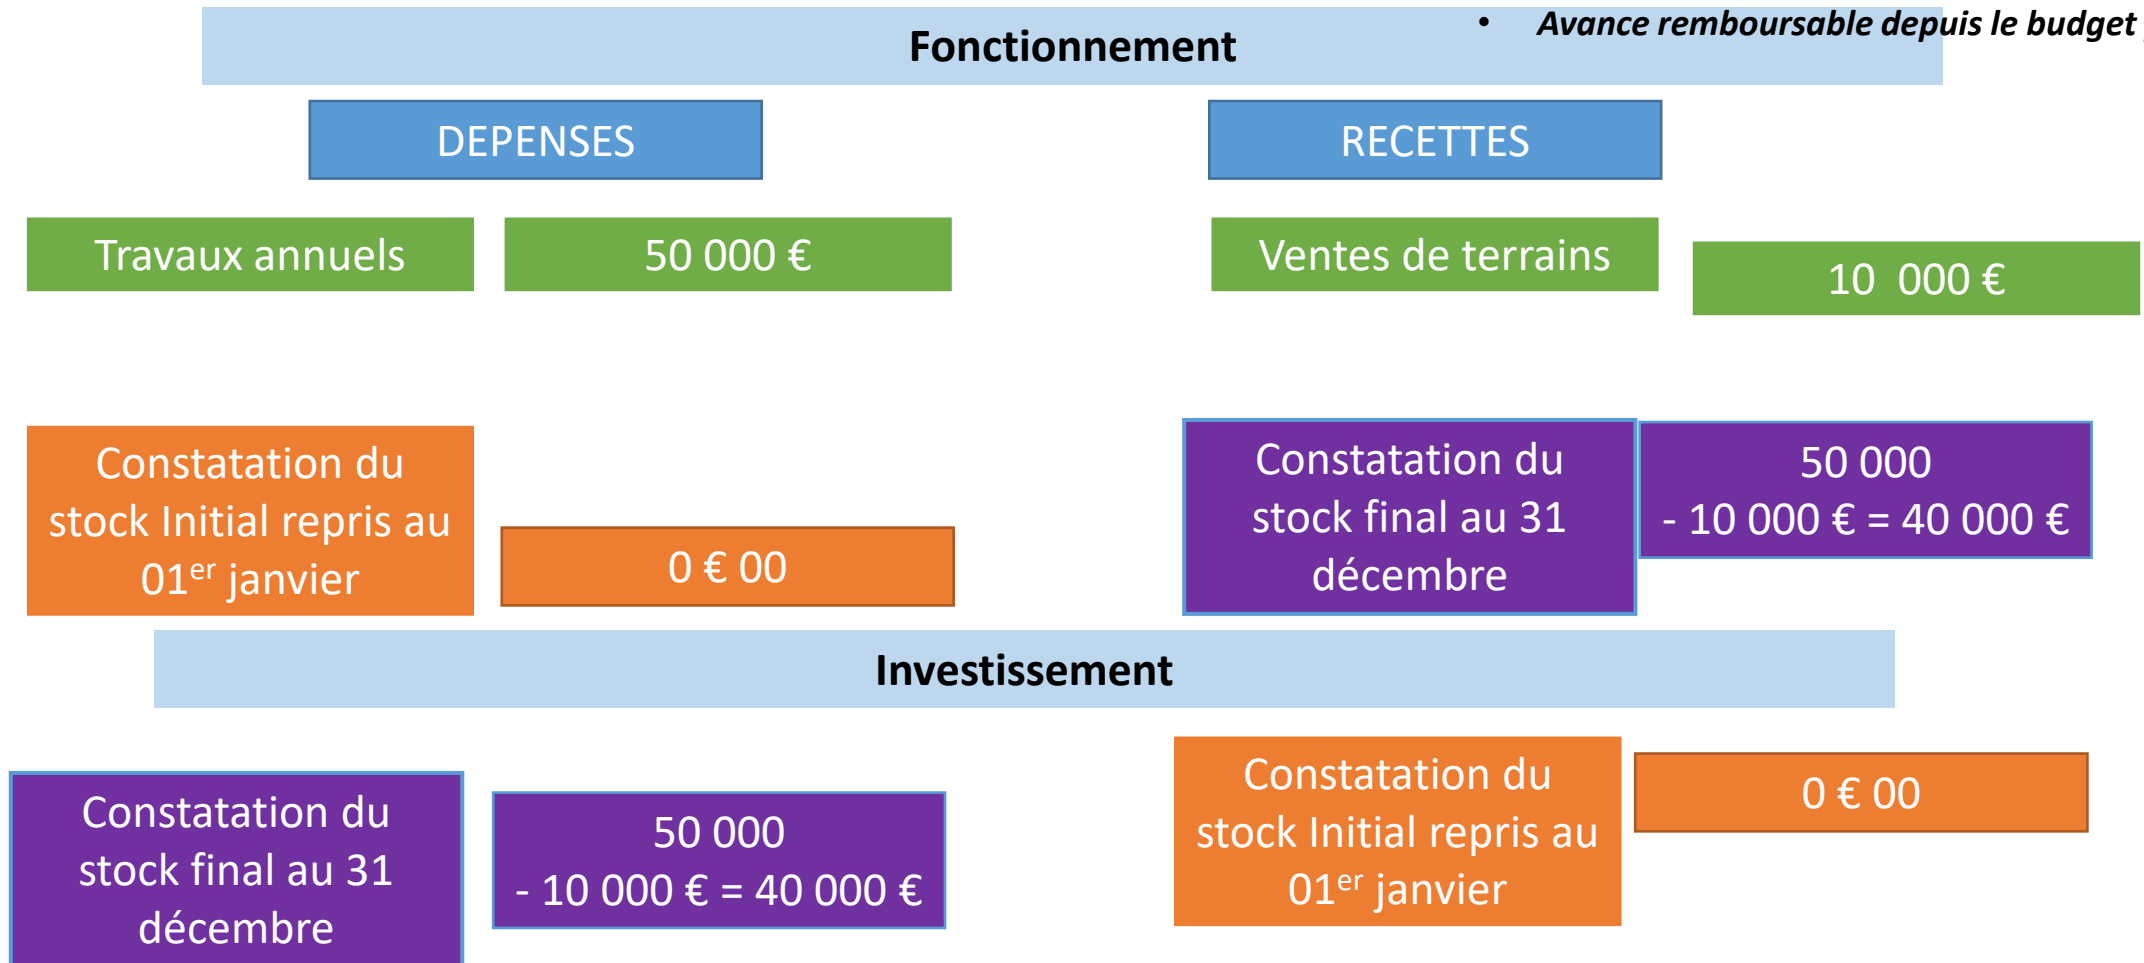 • Avance remboursable depuis le budget
Fonctionnement
DEPENSES
RECETTES
Travaux annuels
50 000 €
Ventes de terrains
10 000 €
Constatation du
stock Initial repris au
01er janvier
0 € 00
Constatation du
stock final au 31
décembre
50 000
- 10 000 € = 40 000 €
Investissement
Constatation du
stock final au 31
décembre
50 000
- 10 000 € = 40 000 €
Constatation du
stock Initial repris au
01er janvier
0 € 00